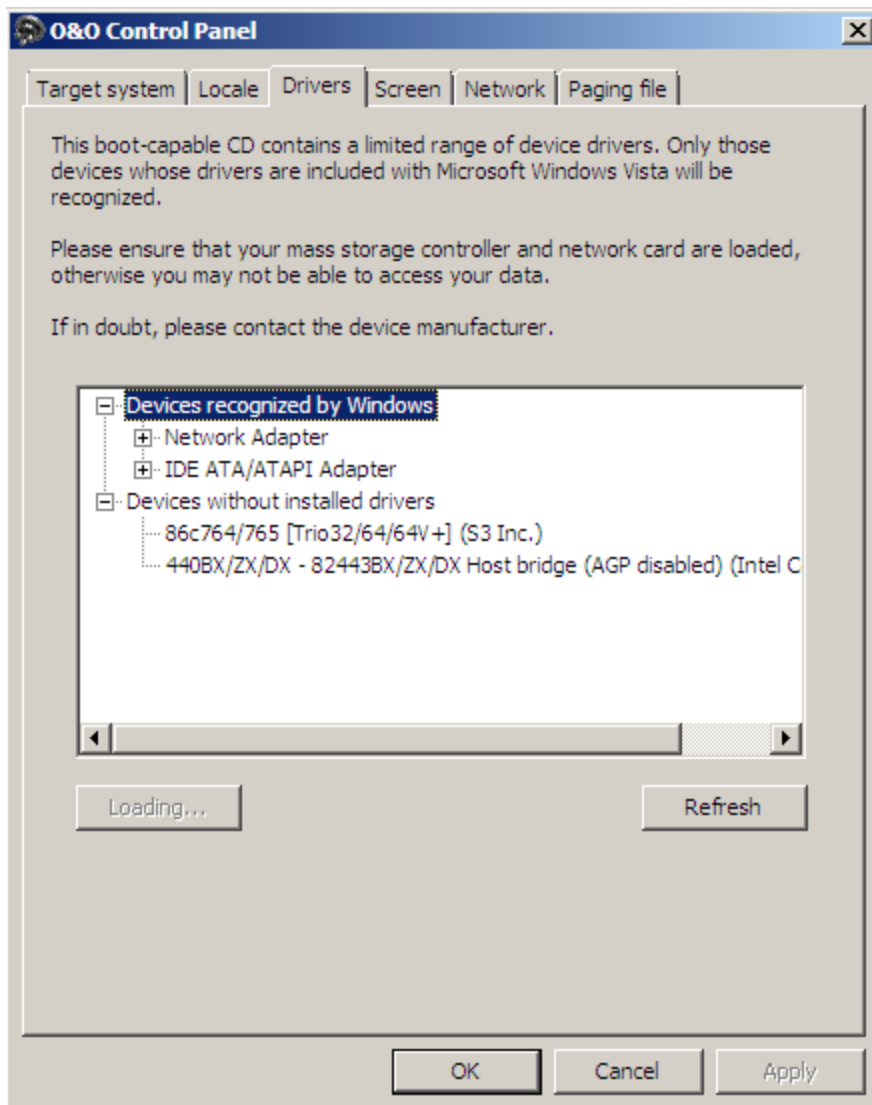 O&O Control Panel
Target system Locale Drivers Screen Network Paging file
This boot-capable CD contains a limited range of device drivers. Only those
devices whose drivers are included with Microsoft Windows Vista will be
recognized.
Please ensure that your mass storage controller and network card are loaded,
otherwise you may not be able to access your data.
If in doubt, please contact the device manufacturer.
Devices recognized by Windows
Network Adapter
IDE ATA/ATAPI Adapter
Devices without installed drivers
86c764/765 [Trio32/64/64V+] (S3 Inc.)
440BX/ZX/DX - 82443BX/ZX/DX Host bridge (AGP disabled) (Intel C
Loading... Refresh
OK Cancel Apply